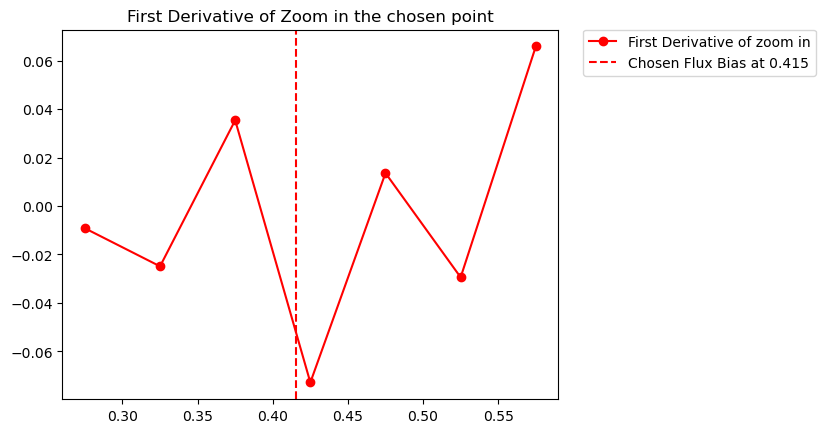 First Derivative of Zoom in the chosen point
First Derivative of zoom in
Chosen Flux Bias at 0.415
0.06
0.04
0.02
0.00
−0.02
−0.04
−0.06
0.30 0.35 0.40 0.45 0.50 0.55